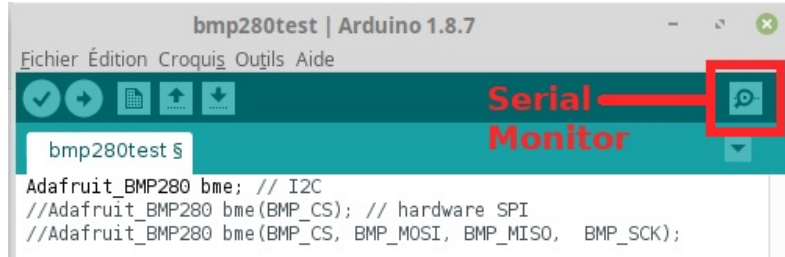 bmp280test | Arduino 1.8.7
Fichier Édition Croquis Outils Aide
Serial
Monitor
bmp280test §
Adafruit_BMP280 bme; // I2C
//Adafruit_BMP280 bme(BMP_CS); // hardware SPI
//Adafruit_BMP280 bme(BMP_CS, BMP_MOSI, BMP_MISO,  BMP_SCK);